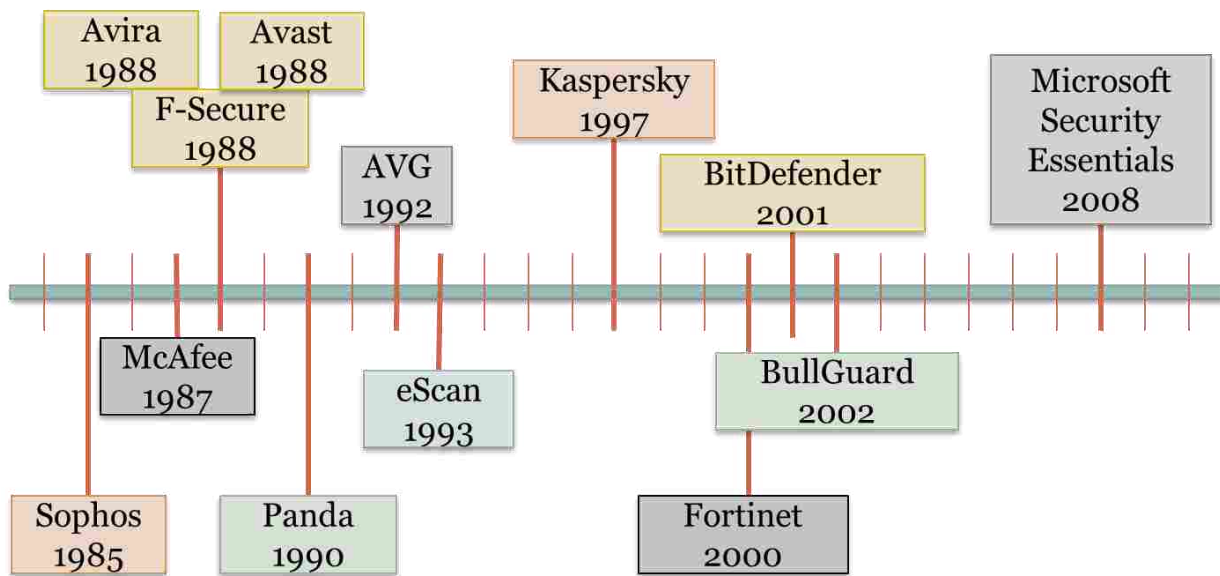 Avira
1988
Avast
1988
F-Secure
1988
AVG
1992
Kaspersky
1997
BitDefender
2001
Microsoft
Security
Essentials
2008
McAfee
1987
eScan
1993
BullGuard
2002
Sophos
1985
Panda
1990
Fortinet
2000